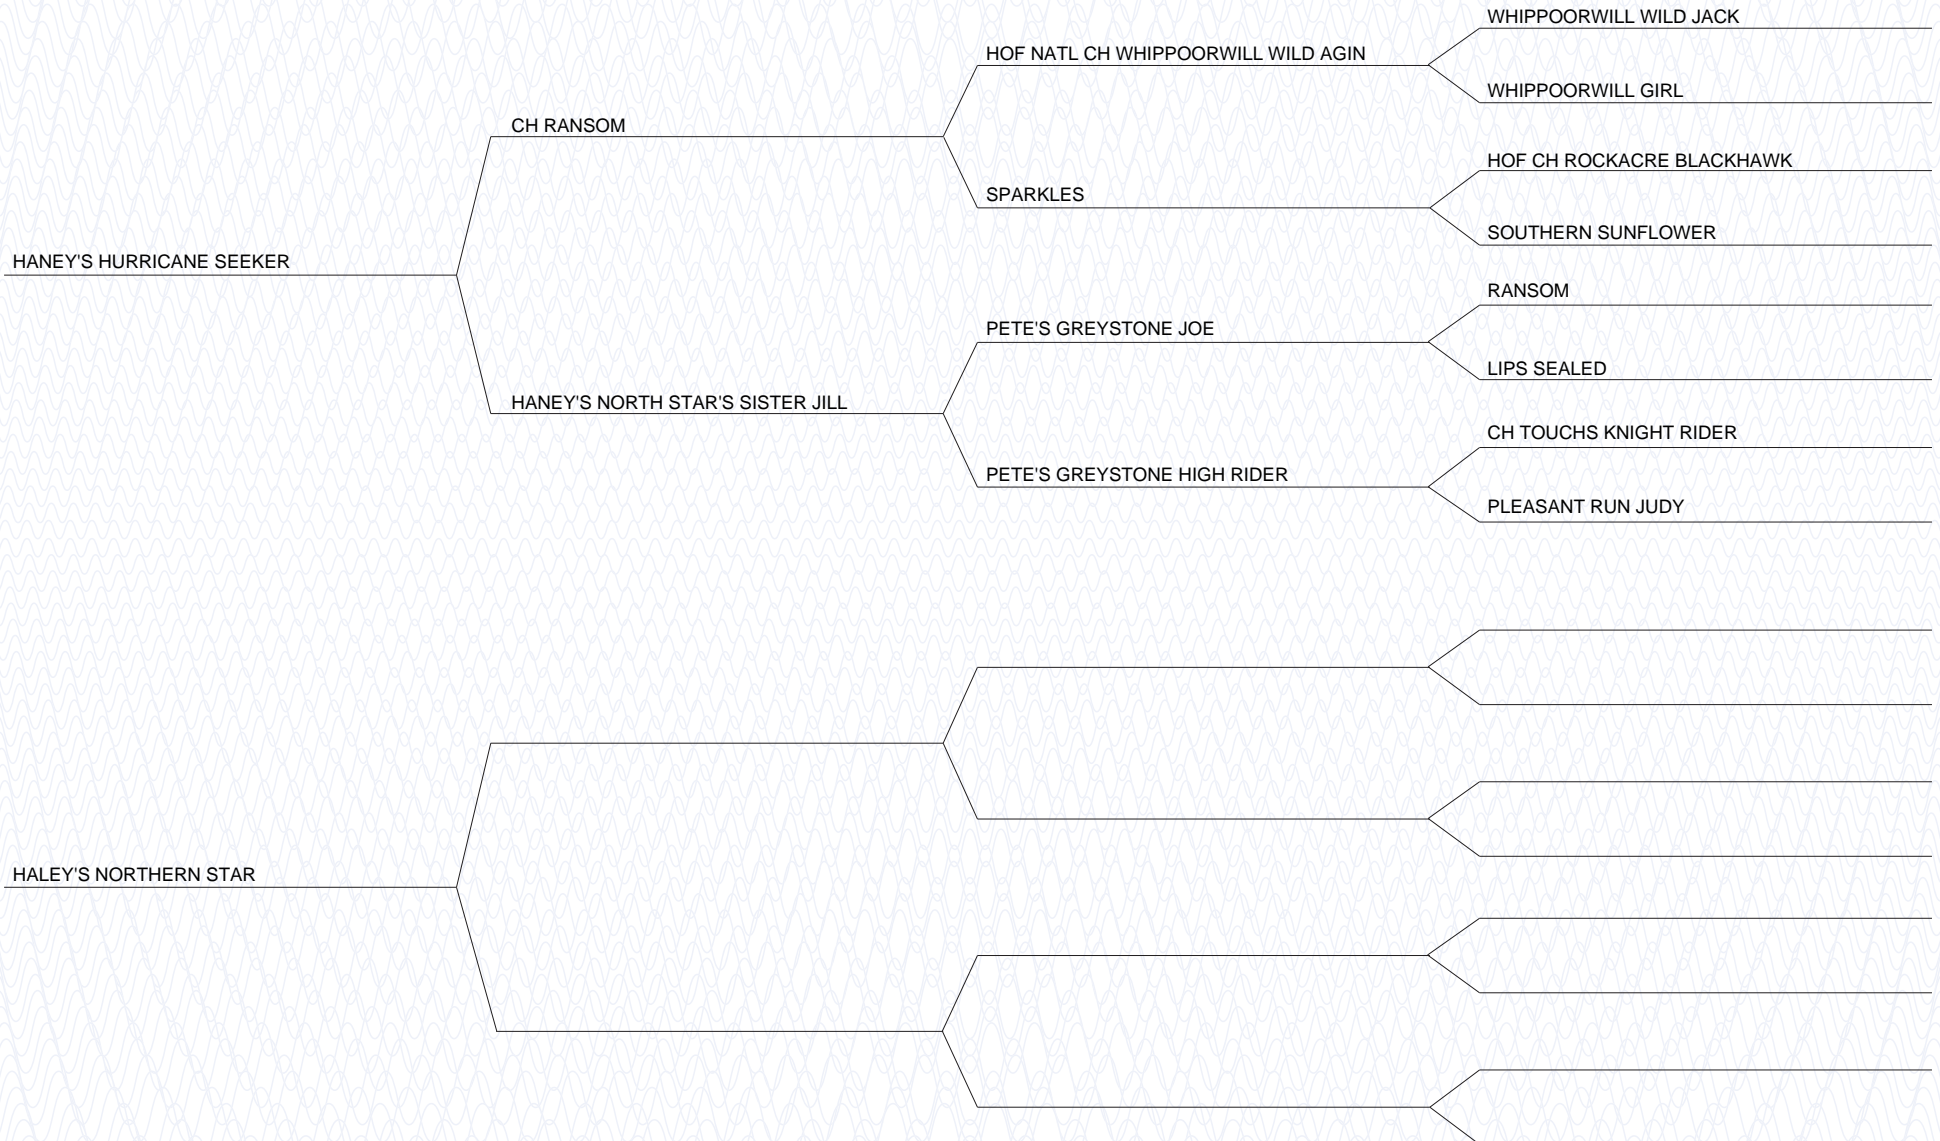 WHIPPOORWILL WILD JACK
HOF NATL CH WHIPPOORWILL WILD AGIN
WHIPPOORWILL GIRL
CH RANSOM
HOF CH ROCKACRE BLACKHAWK
SPARKLES
SOUTHERN SUNFLOWER
HANEY'S HURRICANE SEEKER
RANSOM
PETE'S GREYSTONE JOE
LIPS SEALED
HANEY'S NORTH STAR'S SISTER JILL
CH TOUCHS KNIGHT RIDER
PETE'S GREYSTONE HIGH RIDER
PLEASANT RUN JUDY
HALEY'S NORTHERN STAR